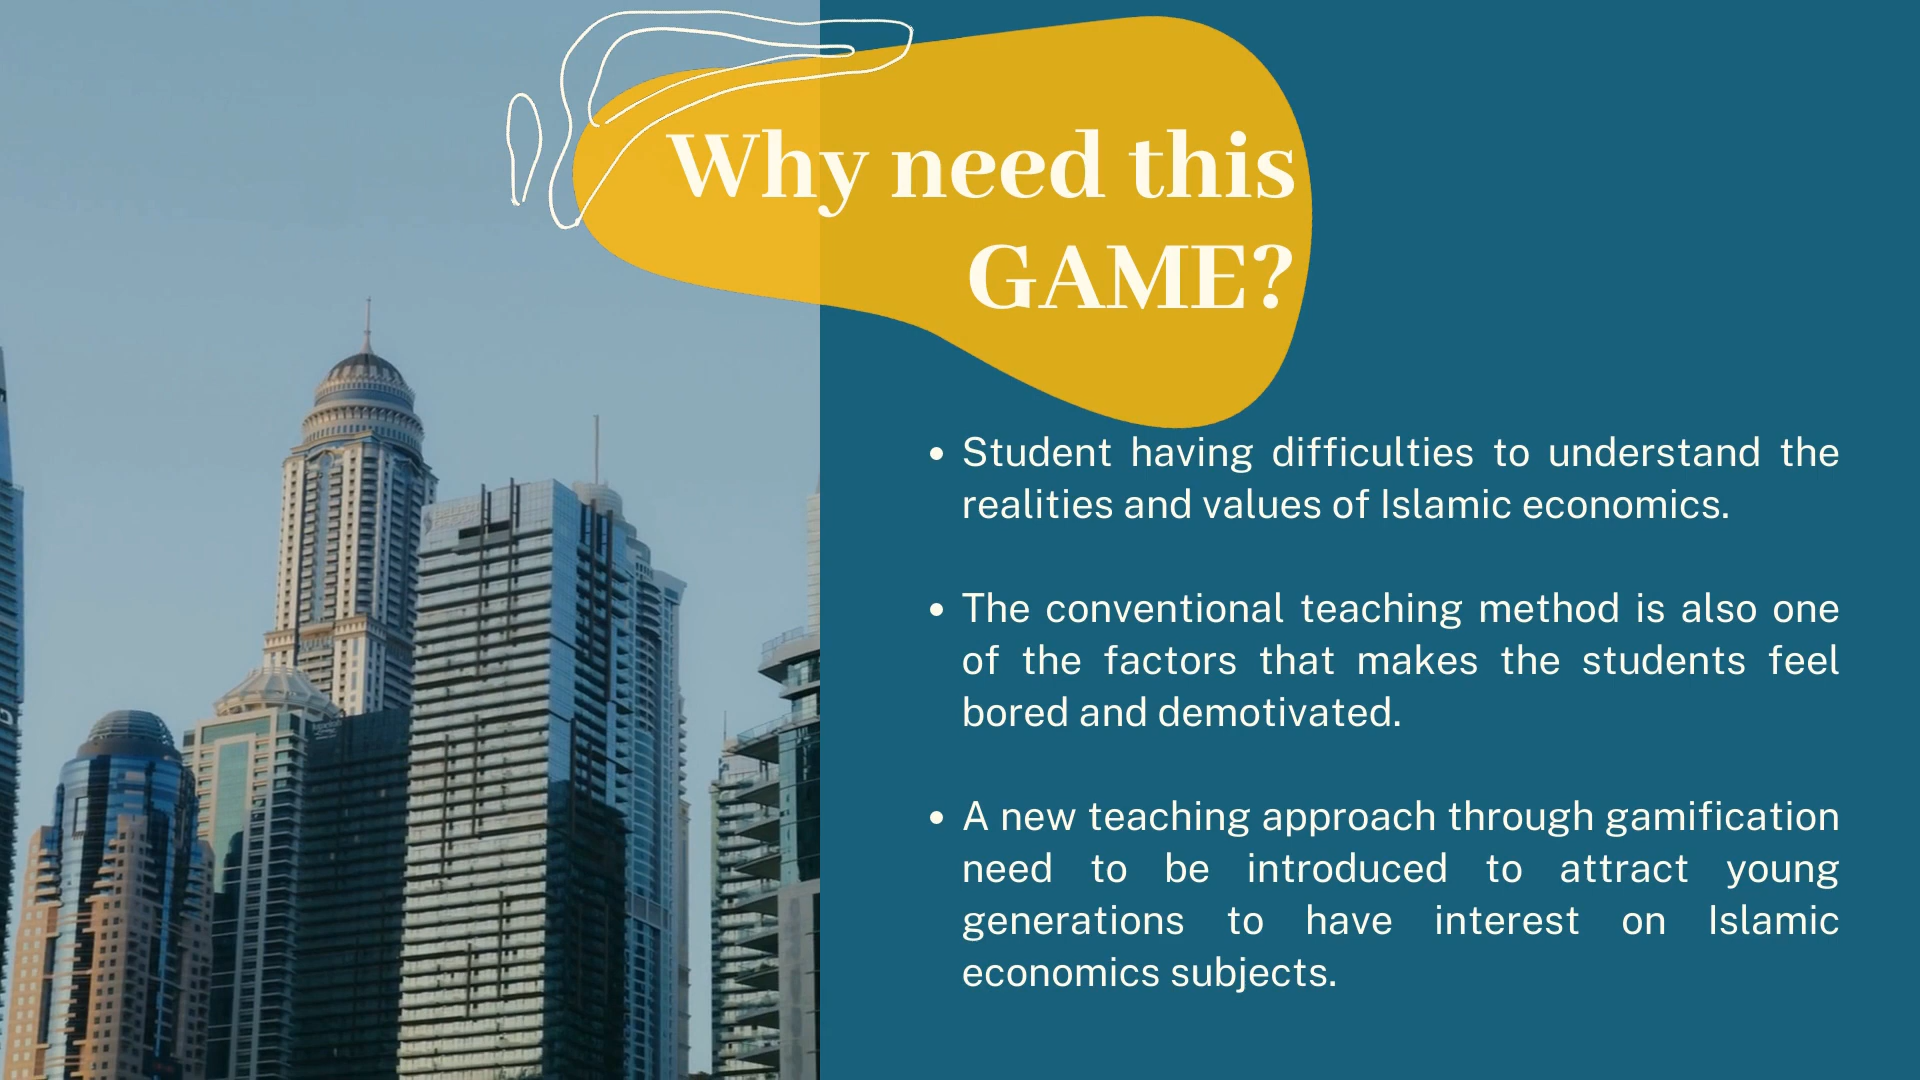 Why need this
GAME?
• Student having difficulties to understand the
realities and values of Islamic economics.
• The conventional teaching method is also one
of the factors that makes the students feel
bored and demotivated.
• A new teaching approach through gamification
need to be introduced to attract young
generations to have interest on Islamic
economics subjects.